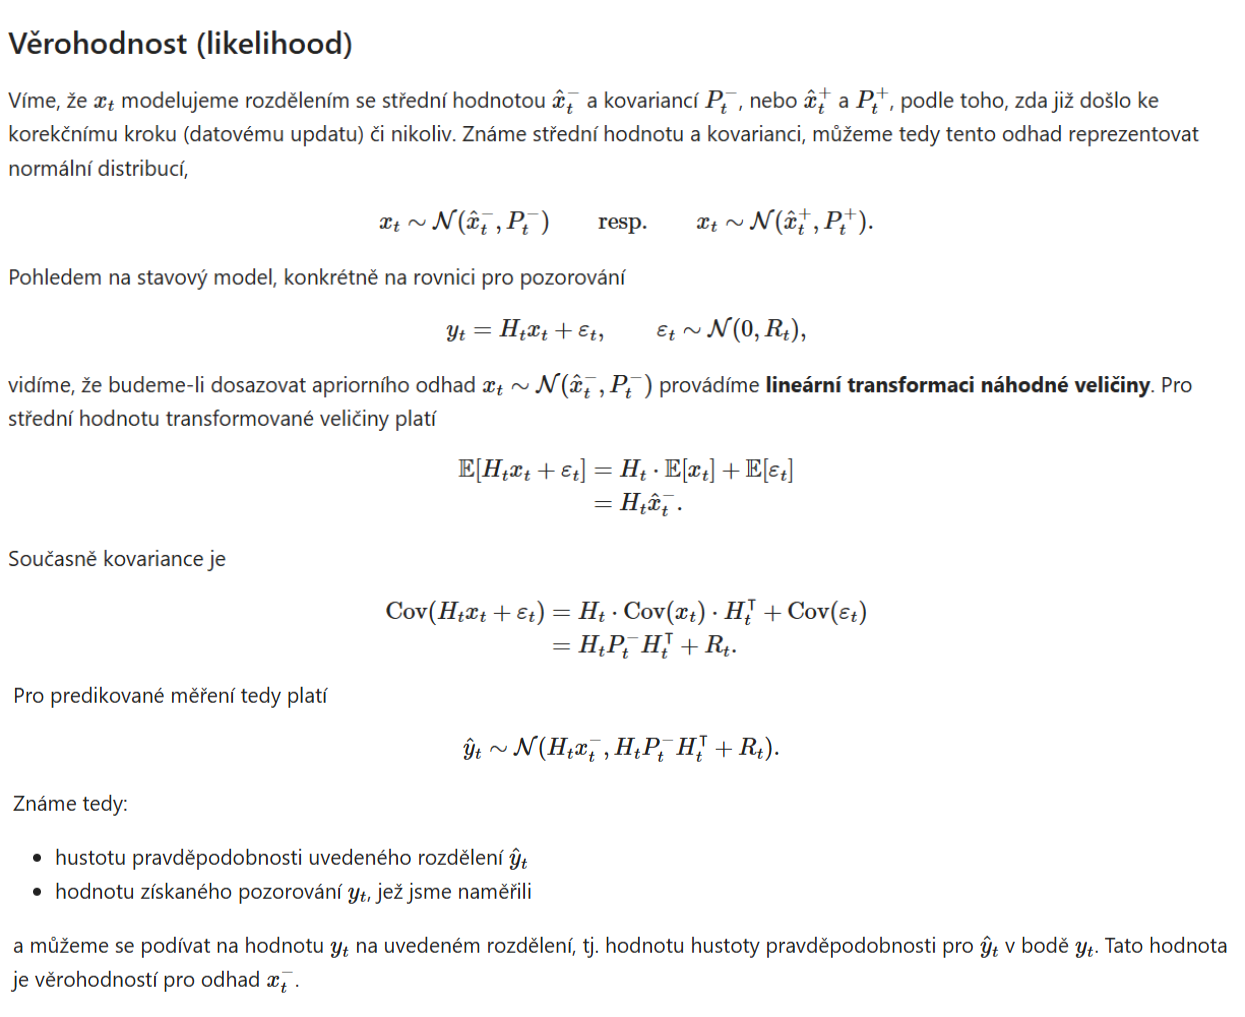 Věrohodnost (likelihood)
Víme, že $x_t$ modelujeme rozdělením se střední hodnotou $\hat{x}_t^-$ a kovariancí $P_t^-$, nebo $\hat{x}_t^+$ a $P_t^+$, podle toho, zda již došlo ke
korekčnímu kroku (datovému updatu) či nikoliv. Známe střední hodnotu a kovarianci, můžeme tedy tento odhad reprezentovat
normální distribucí,
$x_t \sim \mathcal{N}(\hat{x}_t^-, P_t^-) \qquad \text{resp.} \qquad x_t \sim \mathcal{N}(\hat{x}_t^+, P_t^+).$
Pohledem na stavový model, konkrétně na rovnici pro pozorování
$y_t = H_t x_t + \varepsilon_t, \qquad \varepsilon_t \sim \mathcal{N}(0, R_t),$
vidíme, že budeme-li dosazovat apriorního odhad $x_t \sim \mathcal{N}(\hat{x}_t^-, P_t^-)$ provádíme lineární transformaci náhodné veličiny. Pro
střední hodnotu transformované veličiny platí
$\mathbb{E}[H_t x_t + \varepsilon_t] = H_t \cdot \mathbb{E}[x_t] + \mathbb{E}[\varepsilon_t]$
$= H_t \hat{x}_t^-.$
Současně kovariance je
$\text{Cov}(H_t x_t + \varepsilon_t) = H_t \cdot \text{Cov}(x_t) \cdot H_t^\intercal + \text{Cov}(\varepsilon_t)$
$= H_t P_t^- H_t^\intercal + R_t.$
Pro predikované měření tedy platí
$\hat{y}_t \sim \mathcal{N}(H_t x_t^-, H_t P_t^- H_t^\intercal + R_t).$
Známe tedy:
• hustotu pravděpodobnosti uvedeného rozdělení $\hat{y}_t$
• hodnotu získaného pozorování $y_t$, jež jsme naměřili
a můžeme se podívat na hodnotu $y_t$ na uvedeném rozdělení, tj. hodnotu hustoty pravděpodobnosti pro $\hat{y}_t$ v bodě $y_t$. Tato hodnota
je věrohodností pro odhad $x_t^-$.